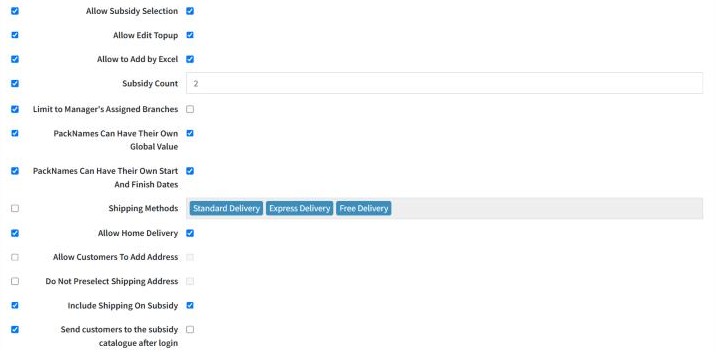 Allow Subsidy Selection
Allow Edit Topup
Allow to Add by Excel
Subsidy Count 2
Limit to Manager's Assigned Branches
PackNames Can Have Their Own
Global Value
PackNames Can Have Their Own Start
And Finish Dates
Shipping Methods Standard Delivery Express Delivery Free Delivery
Allow Home Delivery
Allow Customers To Add Address
Do Not Preselect Shipping Address
Include Shipping On Subsidy
Send customers to the subsidy
catalogue after login